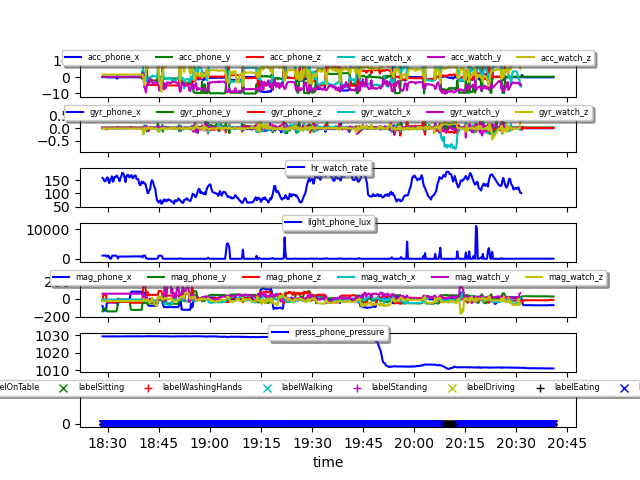 acc_phone_x acc_phone_y acc_phone_z acc_watch_x acc_watch_y acc_watch_z
0
−10
gyr_phone_x gyr_phone_y gyr_phone_z gyr_watch_x gyr_watch_y gyr_watch_z
0.0
−0.5
hr_watch_rate
150
100
50
light_phone_lux
10000
0
mag_phone_x mag_phone_y mag_phone_z mag_watch_x mag_watch_y mag_watch_z
0
−200
press_phone_pressure
1030
1020
1010
elOnTable labelSitting labelWashingHands labelWalking labelStanding labelDriving labelEating
0
18:30 18:45 19:00 19:15 19:30 19:45 20:00 20:15 20:30 20:45
time